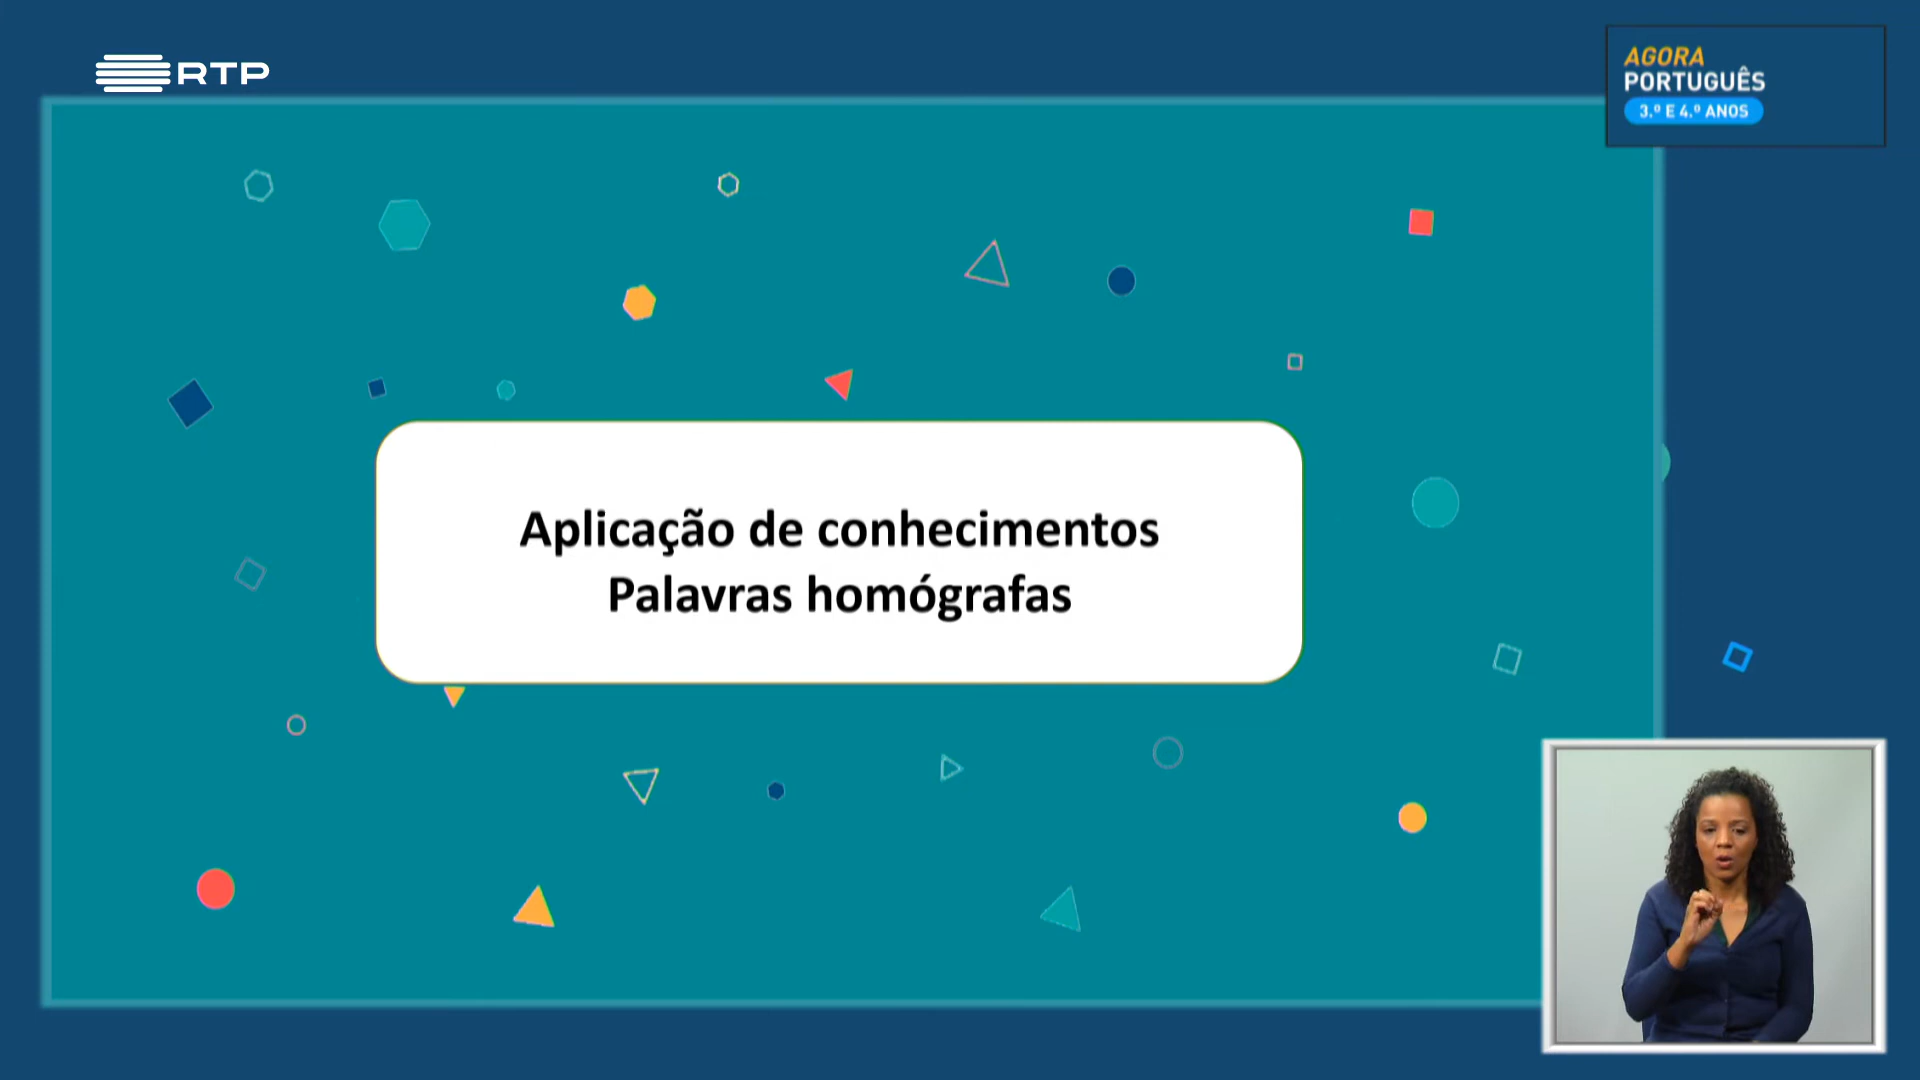 RTP
AGORA
PORTUGUÊS
3.º E 4.º ANOS
Aplicação de conhecimentos
Palavras homógrafas